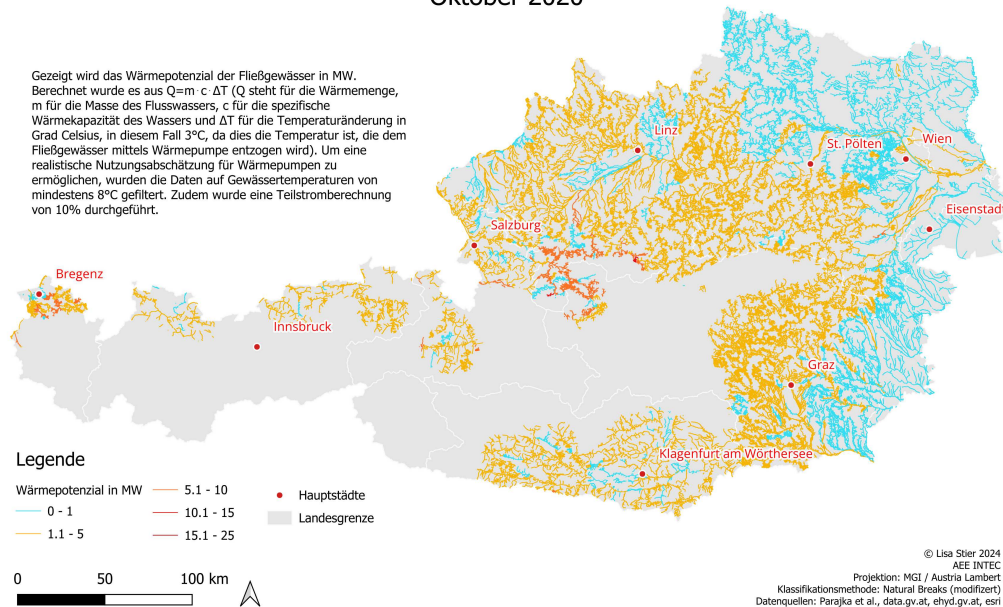 Oktober 2020
Gezeigt wird das Wärmepotenzial der Fließgewässer in MW.
Berechnet wurde es aus Q=m·c·ΔT (Q steht für die Wärmemenge,
m für die Masse des Flusswassers, c für die spezifische
Wärmekapazität des Wassers und ΔT für die Temperaturänderung in
Grad Celsius, in diesem Fall 3°C, da dies die Temperatur ist, die dem
Fließgewässer mittels Wärmepumpe entzogen wird). Um eine
realistische Nutzungsabschätzung für Wärmepumpen zu
ermöglichen, wurden die Daten auf Gewässertemperaturen von
mindestens 8°C gefiltert. Zudem wurde eine Teilstromberechnung
von 10% durchgeführt.
Linz
St. Pölten
Wien
Eisenstadt
Salzburg
Bregenz
Innsbruck
Graz
Klagenfurt am Wörthersee
Legende
Wärmepotenzial in MW
0 - 1
1.1 - 5
5.1 - 10
10.1 - 15
15.1 - 25
Hauptstädte
Landesgrenze
0 50 100 km
© Lisa Stier 2024
AEE INTEC
Projektion: MGI / Austria Lambert
Klassifikationsmethode: Natural Breaks (modifizert)
Datenquellen: Parajka et al., data.gv.at, ehyd.gv.at, esri